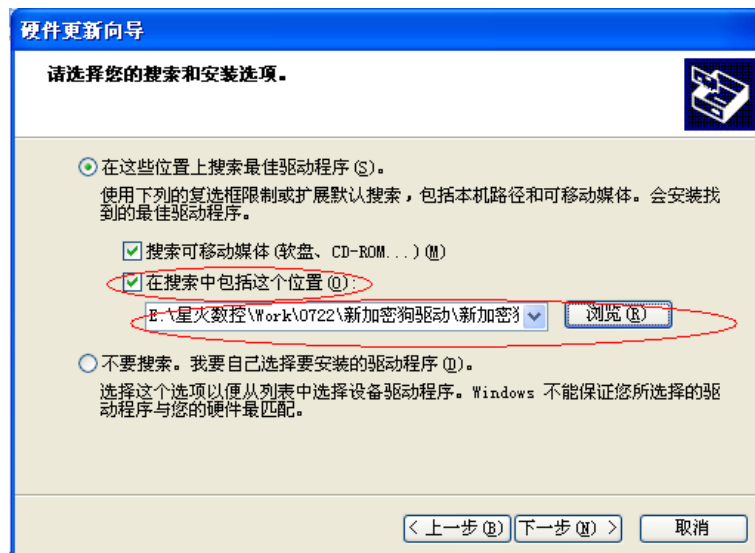 硬件更新向导
请选择您的搜索和安装选项。
在这些位置上搜索最佳驱动程序(S)。
使用下列的复选框限制或扩展默认搜索，包括本机路径和可移动媒体。会安装找
到的最佳驱动程序。
搜索可移动媒体(软盘、CD-ROM...)(M)
在搜索中包括这个位置(O):
E:\星火数控\Work\0722\新加密狗驱动\新加密
浏览(R)
不要搜索。我要自己选择要安装的驱动程序(D)。
选择这个选项以便从列表中选择设备驱动程序。Windows 不能保证您所选择的驱
动程序与您的硬件最匹配。
< 上一步(B) 下一步(N) > 取消